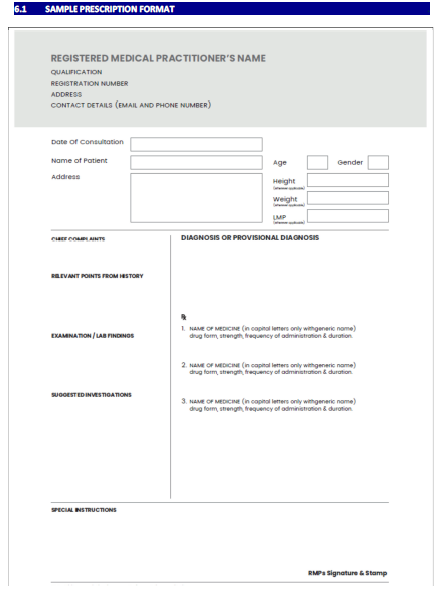 6.1 SAMPLE PRESCRIPTION FORMAT
REGISTERED MEDICAL PRACTITIONER'S NAME
QUALIFICATION
REGISTRATION NUMBER
ADDRESS
CONTACT DETAILS (EMAIL AND PHONE NUMBER)
Date Of Consultation
Name of Patient
Age Gender
Address
Height
(wherever applicable)
Weight
(wherever applicable)
LMP
(wherever applicable)
CHIEF COMPLAINTS
DIAGNOSIS OR PROVISIONAL DIAGNOSIS
RELEVANT POINTS FROM HISTORY
℞
EXAMINATION / LAB FINDINGS
1. NAME OF MEDICINE (in capital letters only withgeneric name)
drug form, strength, frequency of administration & duration.
2. NAME OF MEDICINE (in capital letters only withgeneric name)
drug form, strength, frequency of administration & duration.
SUGGESTED INVESTIGATIONS
3. NAME OF MEDICINE (in capital letters only withgeneric name)
drug form, strength, frequency of administration & duration.
SPECIAL INSTRUCTIONS
RMPs Signature & Stamp